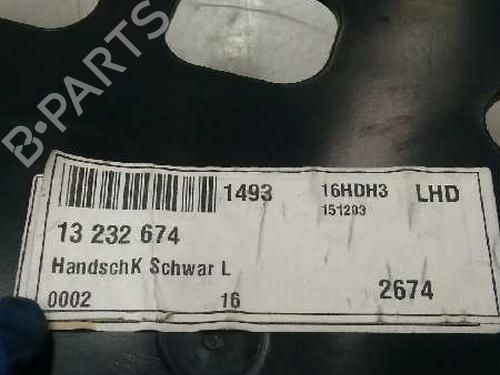 B-PARTS
1493 16HDH3 LHD
151203
13 232 674
HandschK Schwar L
0002 16 2674